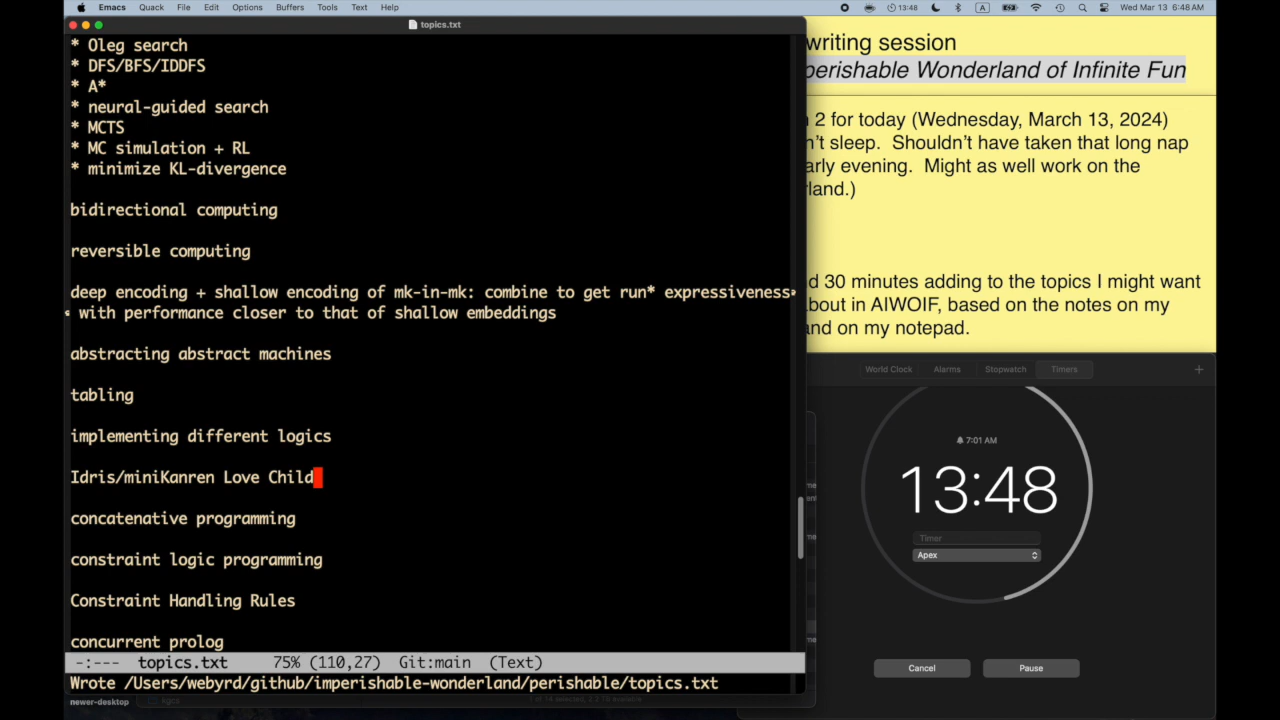 Emacs Quack File Edit Options Buffers Tools Text Help
13:48
A
Wed Mar 13 6:48 AM
topics.txt
* Oleg search
* DFS/BFS/IDDFS
* A*
* neural-guided search
* MCTS
* MC simulation + RL
* minimize KL-divergence
bidirectional computing
reversible computing
deep encoding + shallow encoding of mk-in-mk: combine to get run* expressiveness
with performance closer to that of shallow embeddings
abstracting abstract machines
tabling
implementing different logics
Idris/miniKanren Love Child
concatenative programming
constraint logic programming
Constraint Handling Rules
concurrent prolog
-:--- topics.txt 75% (110,27) Git:main (Text)
Wrote /Users/webyrd/github/imperishable-wonderland/perishable/topics.txt
newer-desktop
writing session
perishable Wonderland of Infinite Fun
2 for today (Wednesday, March 13, 2024)
n't sleep. Shouldn't have taken that long nap
arly evening. Might as well work on the
land.)
d 30 minutes adding to the topics I might want
bout in AIWOIF, based on the notes on my
and on my notepad.
World Clock Alarms Stopwatch Timers +
7:01 AM
13:48
Timer
Apex
Cancel Pause